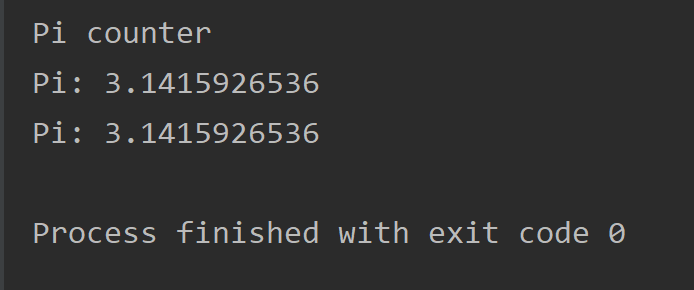 Pi counter
Pi: 3.1415926536
Pi: 3.1415926536
Process finished with exit code 0